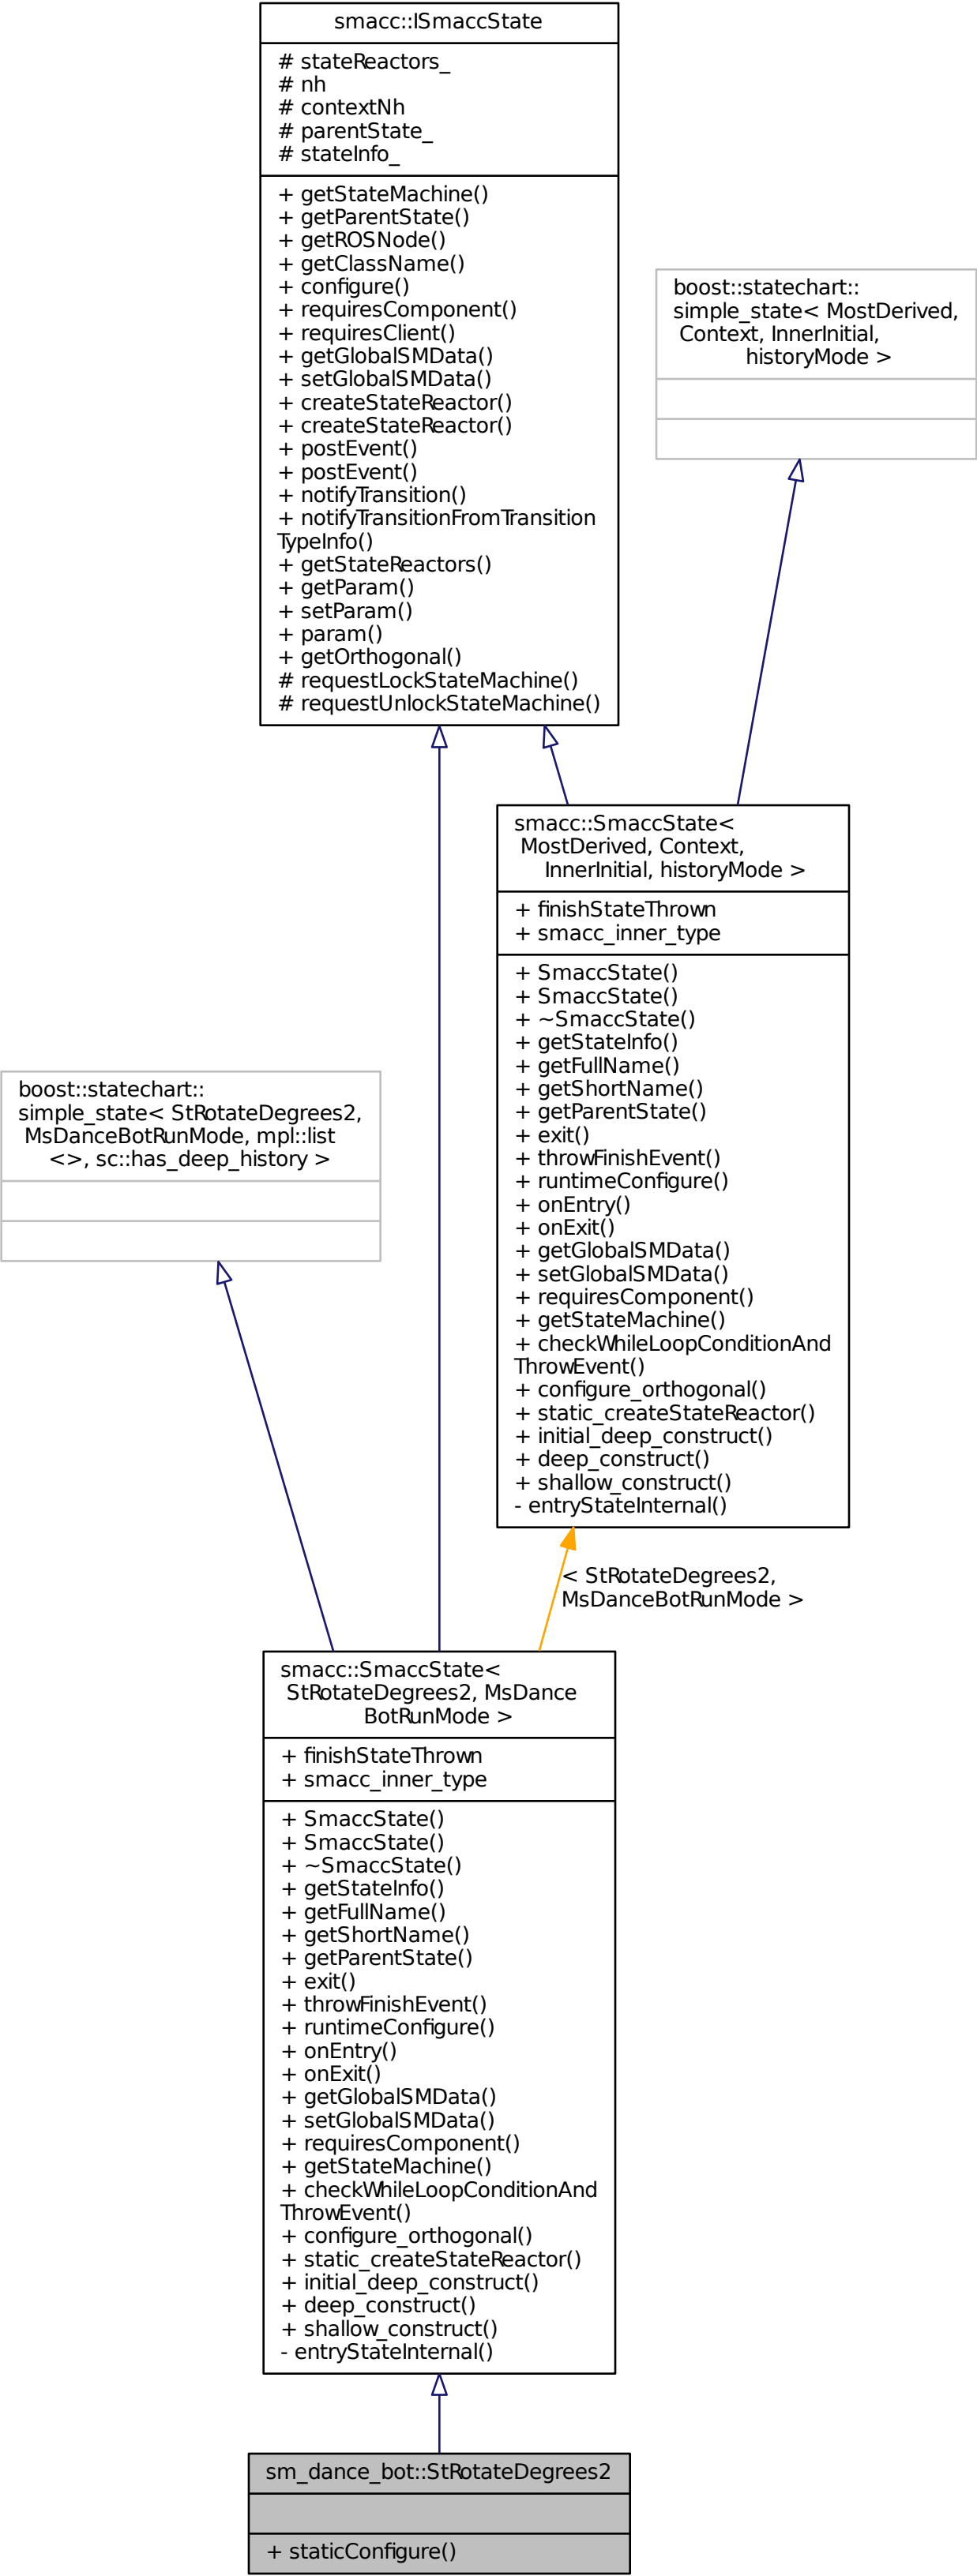 smacc::ISmaccState
# stateReactors_
# nh
# contextNh
# parentState_
# stateInfo_
+ getStateMachine()
+ getParentState()
+ getROSNode()
+ getClassName()
+ configure()
+ requiresComponent()
+ requiresClient()
+ getGlobalSMData()
+ setGlobalSMData()
+ createStateReactor()
+ createStateReactor()
+ postEvent()
+ postEvent()
+ notifyTransition()
+ notifyTransitionFromTransition
TypeInfo()
+ getStateReactors()
+ getParam()
+ setParam()
+ param()
+ getOrthogonal()
# requestLockStateMachine()
# requestUnlockStateMachine()
boost::statechart::
simple_state< MostDerived,
Context, InnerInitial,
historyMode >
smacc::SmaccState<
MostDerived, Context,
InnerInitial, historyMode >
+ finishStateThrown
+ smacc_inner_type
+ SmaccState()
+ SmaccState()
+ ~SmaccState()
+ getStateInfo()
+ getFullName()
+ getShortName()
+ getParentState()
+ exit()
+ throwFinishEvent()
+ runtimeConfigure()
+ onEntry()
+ onExit()
+ getGlobalSMData()
+ setGlobalSMData()
+ requiresComponent()
+ getStateMachine()
+ checkWhileLoopConditionAnd
ThrowEvent()
+ configure_orthogonal()
+ static_createStateReactor()
+ initial_deep_construct()
+ deep_construct()
+ shallow_construct()
- entryStateInternal()
boost::statechart::
simple_state< StRotateDegrees2,
MsDanceBotRunMode, mpl::list
<>, sc::has_deep_history >
< StRotateDegrees2,
MsDanceBotRunMode >
smacc::SmaccState<
StRotateDegrees2, MsDance
BotRunMode >
+ finishStateThrown
+ smacc_inner_type
+ SmaccState()
+ SmaccState()
+ ~SmaccState()
+ getStateInfo()
+ getFullName()
+ getShortName()
+ getParentState()
+ exit()
+ throwFinishEvent()
+ runtimeConfigure()
+ onEntry()
+ onExit()
+ getGlobalSMData()
+ setGlobalSMData()
+ requiresComponent()
+ getStateMachine()
+ checkWhileLoopConditionAnd
ThrowEvent()
+ configure_orthogonal()
+ static_createStateReactor()
+ initial_deep_construct()
+ deep_construct()
+ shallow_construct()
- entryStateInternal()
sm_dance_bot::StRotateDegrees2
+ staticConfigure()